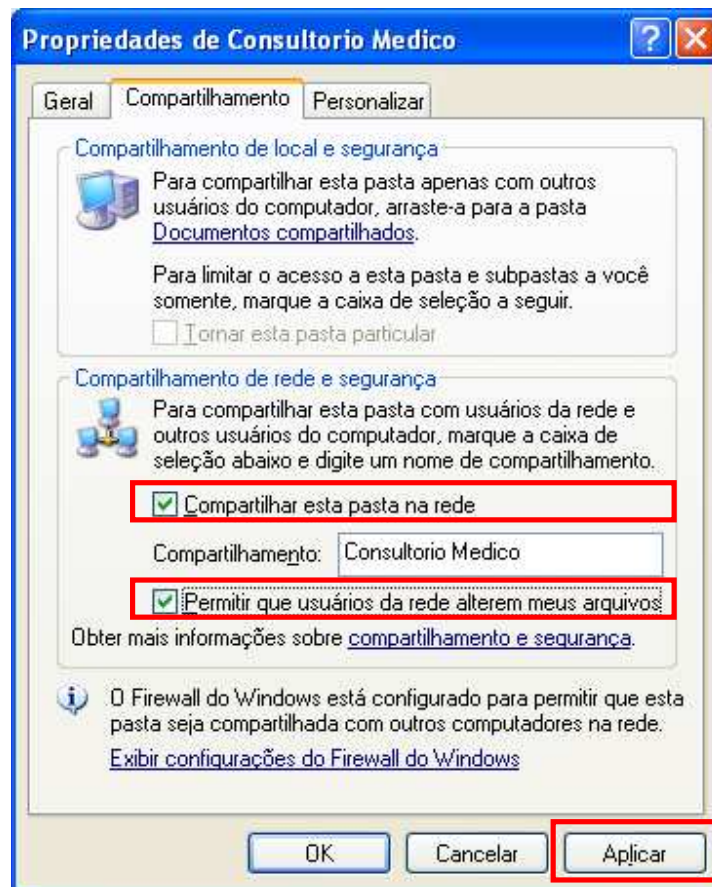 Propriedades de Consultorio Medico
Geral Compartilhamento Personalizar
Compartilhamento de local e segurança
Para compartilhar esta pasta apenas com outros
usuários do computador, arraste-a para a pasta
Documentos compartilhados.
Para limitar o acesso a esta pasta e subpastas a você
somente, marque a caixa de seleção a seguir.
Tornar esta pasta particular
Compartilhamento de rede e segurança
Para compartilhar esta pasta com usuários da rede e
outros usuários do computador, marque a caixa de
seleção abaixo e digite um nome de compartilhamento.
Compartilhar esta pasta na rede
Compartilhamento: Consultorio Medico
Permitir que usuários da rede alterem meus arquivos
Obter mais informações sobre compartilhamento e segurança.
O Firewall do Windows está configurado para permitir que esta
pasta seja compartilhada com outros computadores na rede.
Exibir configurações do Firewall do Windows
OK Cancelar Aplicar